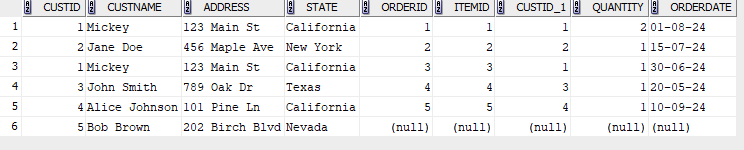 CUSTID CUSTNAME ADDRESS STATE ORDERID ITEMID CUSTID_1 QUANTITY ORDERDATE
1 1 Mickey 123 Main St California 1 1 1 2 01-08-24
2 2 Jane Doe 456 Maple Ave New York 2 2 2 1 15-07-24
3 1 Mickey 123 Main St California 3 3 1 1 30-06-24
4 3 John Smith 789 Oak Dr Texas 4 4 3 1 20-05-24
5 4 Alice Johnson 101 Pine Ln California 5 5 4 1 10-09-24
6 5 Bob Brown 202 Birch Blvd Nevada (null) (null) (null) (null) (null)